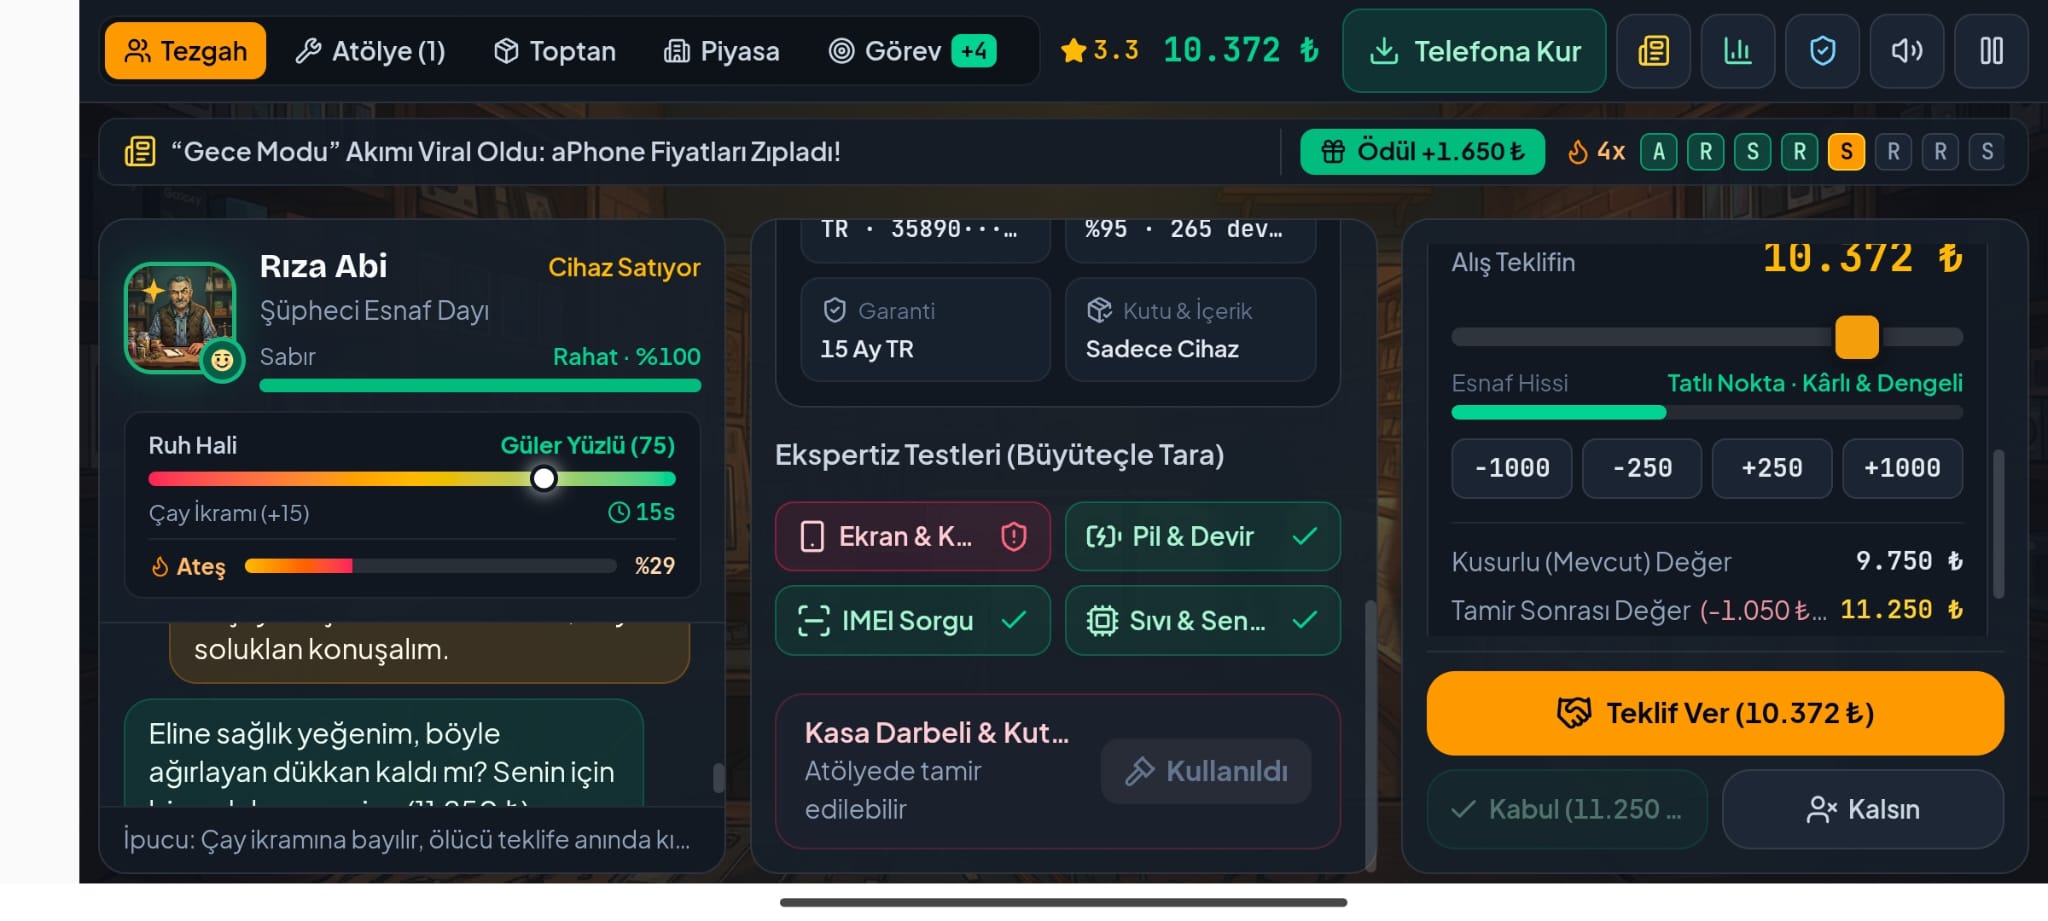 Tezgah
Atölye (1)
Toptan
Piyasa
Görev +4
3.3
10.372 ₺
Telefona Kur
“Gece Modu” Akımı Viral Oldu: aPhone Fiyatları Zıpladı!
Ödül +1.650 ₺
4x
A R S R S R R S
Rıza Abi
Cihaz Satıyor
Şüpheci Esnaf Dayı
Sabır
Rahat · %100
Ruh Hali
Güler Yüzlü (75)
Çay İkramı (+15)
15s
Ateş
%29
soluklan konuşalım.
Eline sağlık yeğenim, böyle
ağırlayan dükkan kaldı mı? Senin için
İpucu: Çay ikramına bayılır, ölücü teklife anında kı...
TR · 35890···…
%95 · 265 dev…
Garanti
15 Ay TR
Kutu & İçerik
Sadece Cihaz
Ekspertiz Testleri (Büyüteçle Tara)
Ekran & K...
Pil & Devir
IMEI Sorgu
Sıvı & Sen...
Kasa Darbeli & Kut...
Atölyede tamir
edilebilir
Kullanıldı
Alış Teklifin
10.372 ₺
Esnaf Hissi
Tatlı Nokta · Kârlı & Dengeli
-1000
-250
+250
+1000
Kusurlu (Mevcut) Değer
9.750 ₺
Tamir Sonrası Değer (-1.050 ₺...
11.250 ₺
Teklif Ver (10.372 ₺)
Kabul (11.250 ...
Kalsın